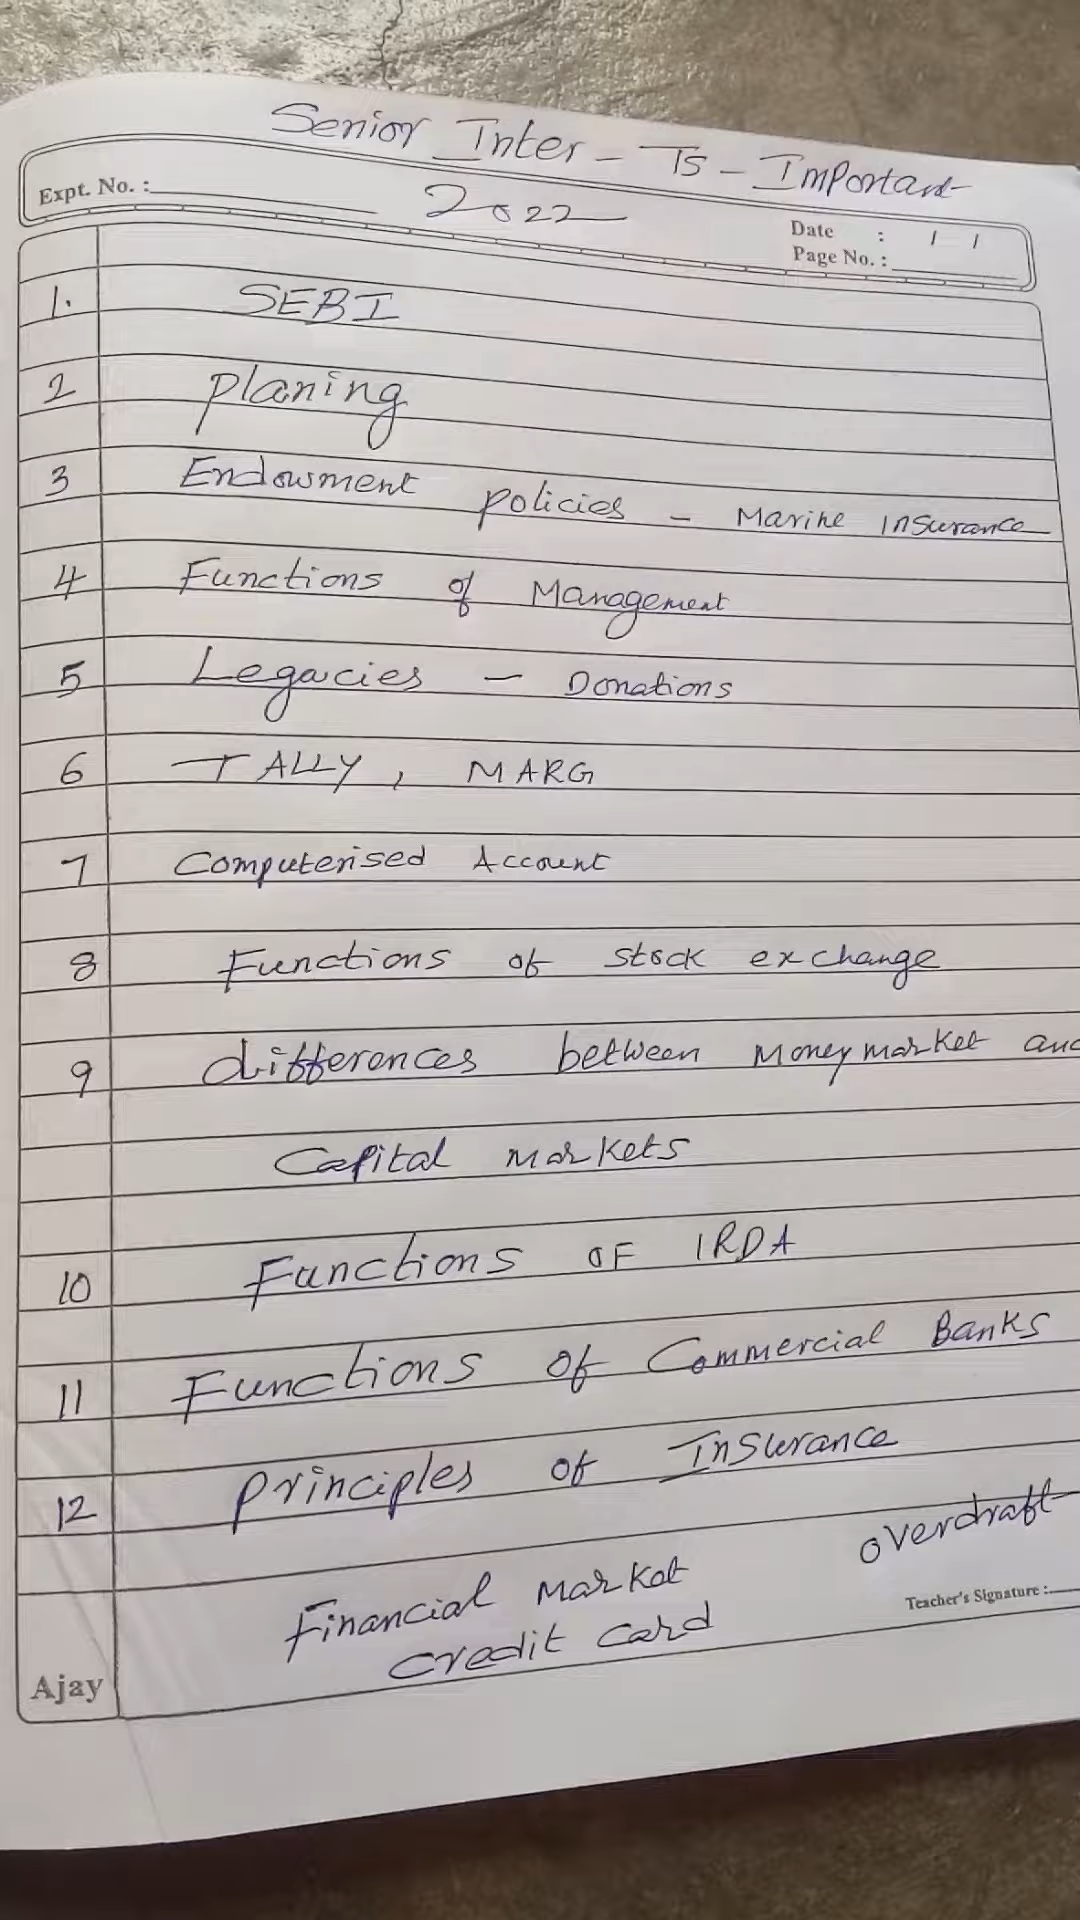 Senior Inter - TS - Important
Expt. No. :
2022
Date : / /
Page No. :
1. SEBI
2 planing
3 Endowment policies - Marine insurance
4 Functions of Management
5 Legacies - Donations
6 TALLY, MARG
7 Computerised Account
8 Functions of stock exchange
9 differences between Moneymarket and
Capital markets
10 Functions OF IRDA
11 Functions of Commercial Banks
12 principles of Insurance
overdraft
Financial Market
Teacher's Signature :
credit card
Ajay